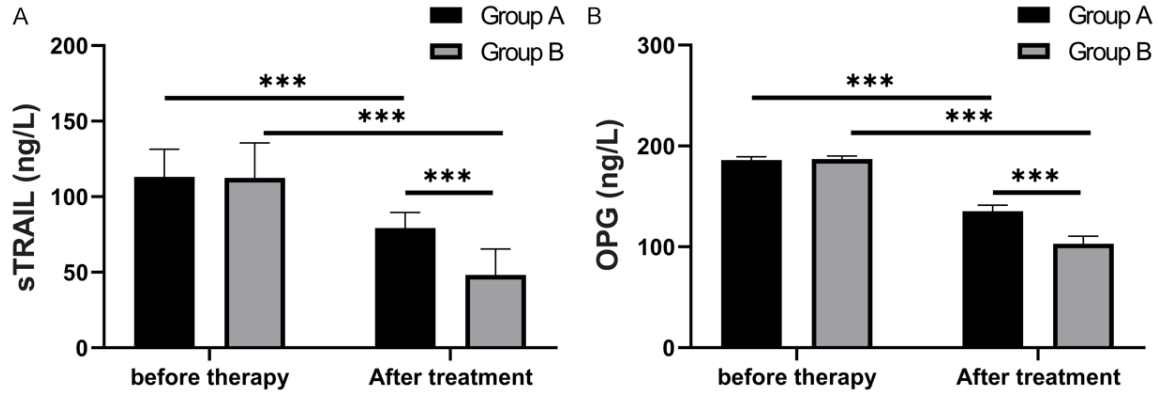 A
Group A
Group B
sTRAIL (ng/L)
200
150
100
50
0
***
***
***
before therapy
After treatment
B
Group A
Group B
OPG (ng/L)
300
200
100
0
***
***
***
before therapy
After treatment